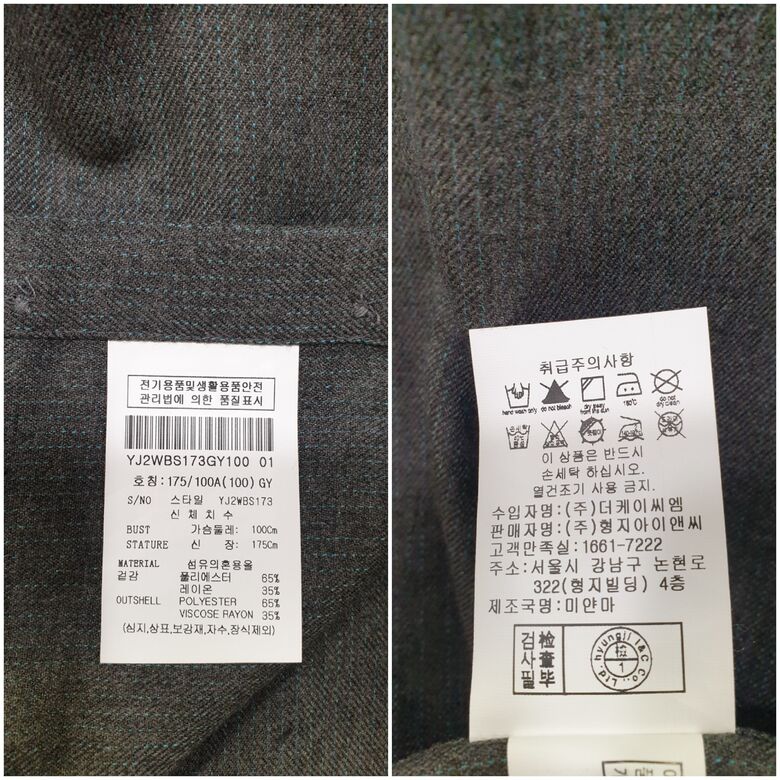 전기용품및생활용품안전
관리법에 의한 품질표시
YJ2WBS173GY100 01
호칭:175/100A(100)GY
S/NO 스타일 YJ2WBS173
신체치수
BUST 가슴둘레: 100Cm
STATURE 신 장: 175Cm
MATERIAL 섬유의혼용율
겉감 폴리에스터 65%
레이온 35%
OUTSHELL POLYESTER 65%
VISCOSE RAYON 35%
(심지,상표,보강재,자수,장식제외)
취급주의사항
hand wash only do not bleach dry away from the sun 180℃ do not dry clean
이 상품은 반드시
손세탁 하십시오.
열건조기 사용 금지.
수입자명:(주)더케이씨엠
판매자명:(주)형지아이앤씨
고객만족실:1661-7222
주소:서울시 강남구 논현로
322(형지빌딩) 4층
제조국명:미얀마
검사필 檢査畢
hyungji I&C Co., Ltd.
檢
1